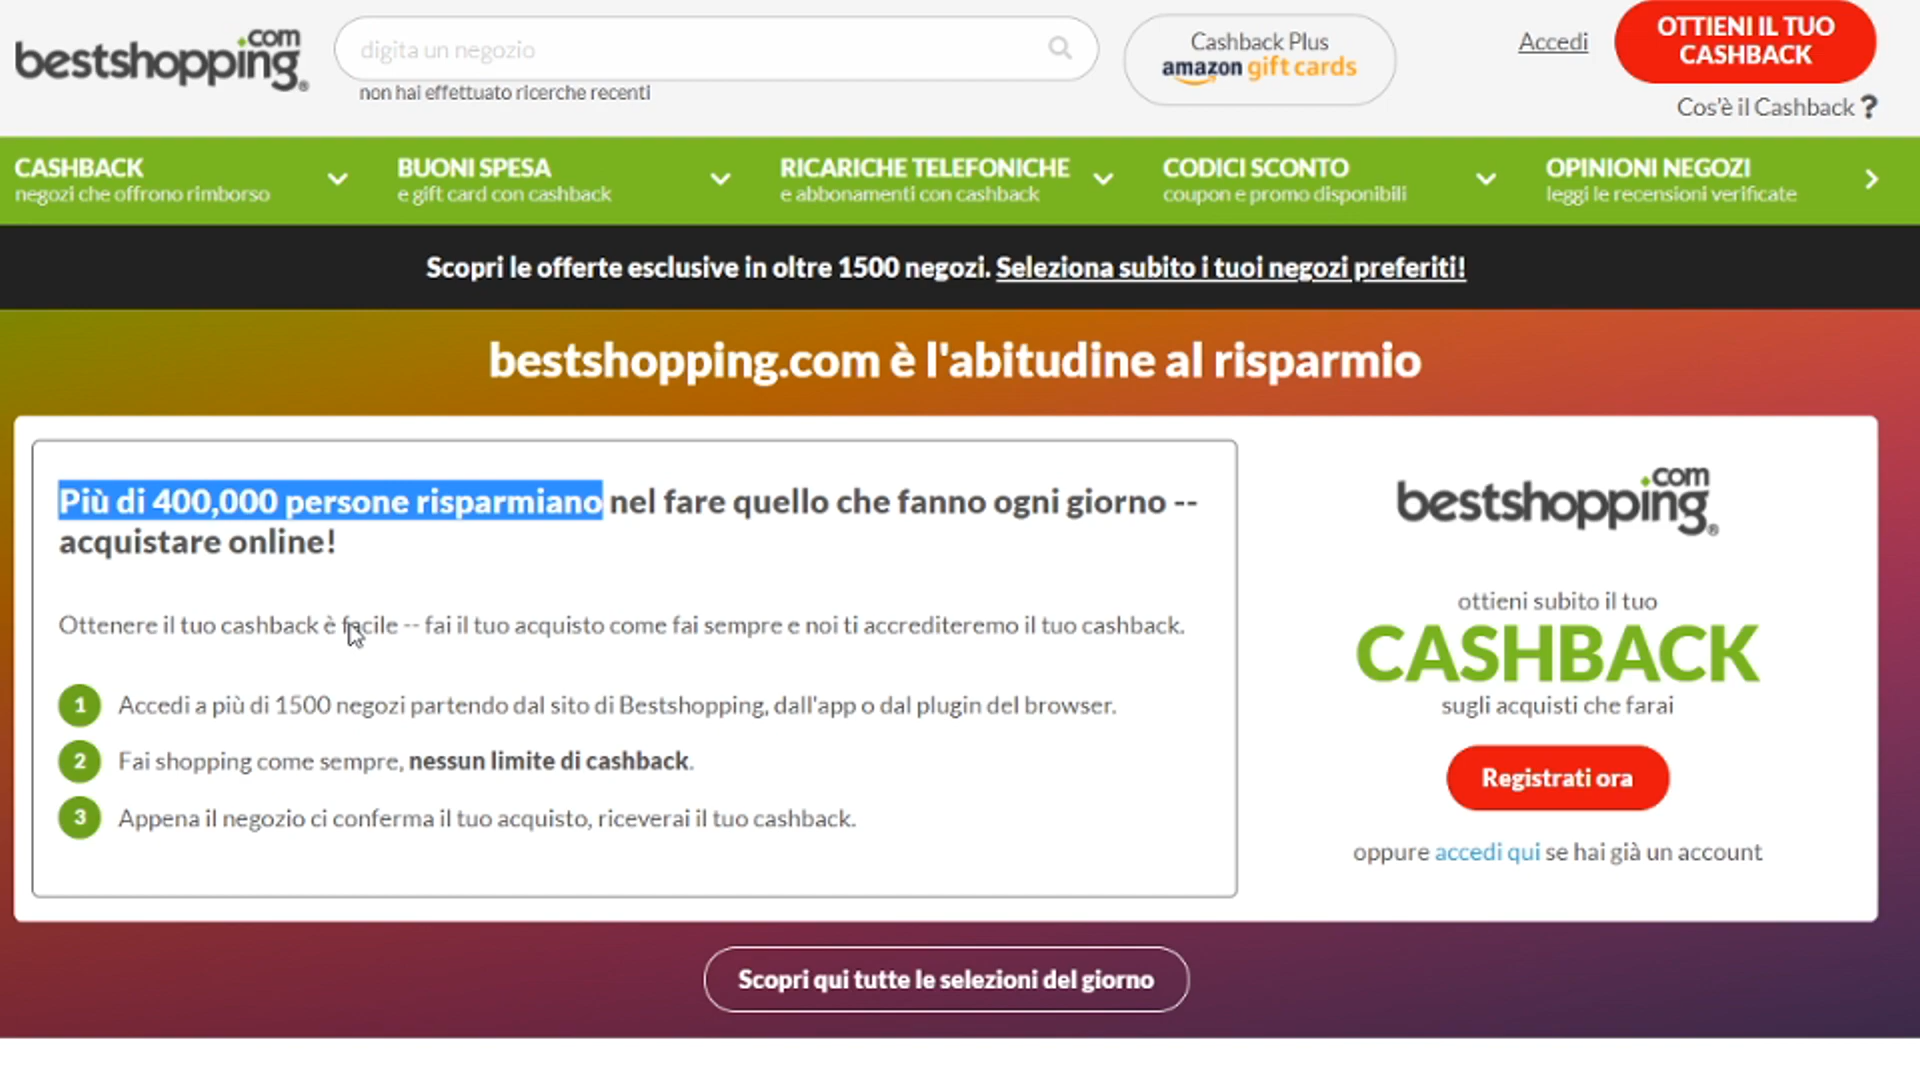 bestshopping.com®
digita un negozio
non hai effettuato ricerche recenti
Cashback Plus
amazon gift cards
Accedi
OTTIENI IL TUO
CASHBACK
Cos'è il Cashback ?
CASHBACK
negozi che offrono rimborso
BUONI SPESA
e gift card con cashback
RICARICHE TELEFONICHE
e abbonamenti con cashback
CODICI SCONTO
coupon e promo disponibili
OPINIONI NEGOZI
leggi le recensioni verificate
Scopri le offerte esclusive in oltre 1500 negozi. Seleziona subito i tuoi negozi preferiti!
bestshopping.com è l'abitudine al risparmio
Più di 400,000 persone risparmiano nel fare quello che fanno ogni giorno --
acquistare online!
Ottenere il tuo cashback è facile -- fai il tuo acquisto come fai sempre e noi ti accrediteremo il tuo cashback.
1 Accedi a più di 1500 negozi partendo dal sito di Bestshopping, dall'app o dal plugin del browser.
2 Fai shopping come sempre, nessun limite di cashback.
3 Appena il negozio ci conferma il tuo acquisto, riceverai il tuo cashback.
bestshopping.com®
ottieni subito il tuo
CASHBACK
sugli acquisti che farai
Registrati ora
oppure accedi qui se hai già un account
Scopri qui tutte le selezioni del giorno